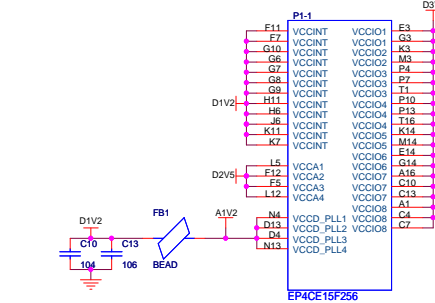 D3
P1-1
F11 VCCINT VCCIO1 E3
F7 VCCINT VCCIO1 G3
G10 VCCINT VCCIO2 K3
G6 VCCINT VCCIO2 M3
G7 VCCINT VCCIO3 P4
G8 VCCINT VCCIO3 P7
G9 VCCINT VCCIO3 T1
D1V2 H11 VCCINT VCCIO4 P10
H6 VCCINT VCCIO4 P13
J6 VCCINT VCCIO4 T16
K11 VCCINT VCCIO5 K14
K7 VCCINT VCCIO5 M14
VCCIO6 E14
L5 VCCA1 VCCIO6 G14
D2V5 F12 VCCA2 VCCIO7 A16
F5 VCCA3 VCCIO7 C10
L12 VCCA4 VCCIO7 C13
VCCIO8 A1
D1V2 FB1 A1V2 N4 VCCD_PLL1 VCCIO8 C4
D13 VCCD_PLL2 VCCIO8 C7
D4 VCCD_PLL3
C10 C13 N13 VCCD_PLL4
104 106 BEAD
EP4CE15F256